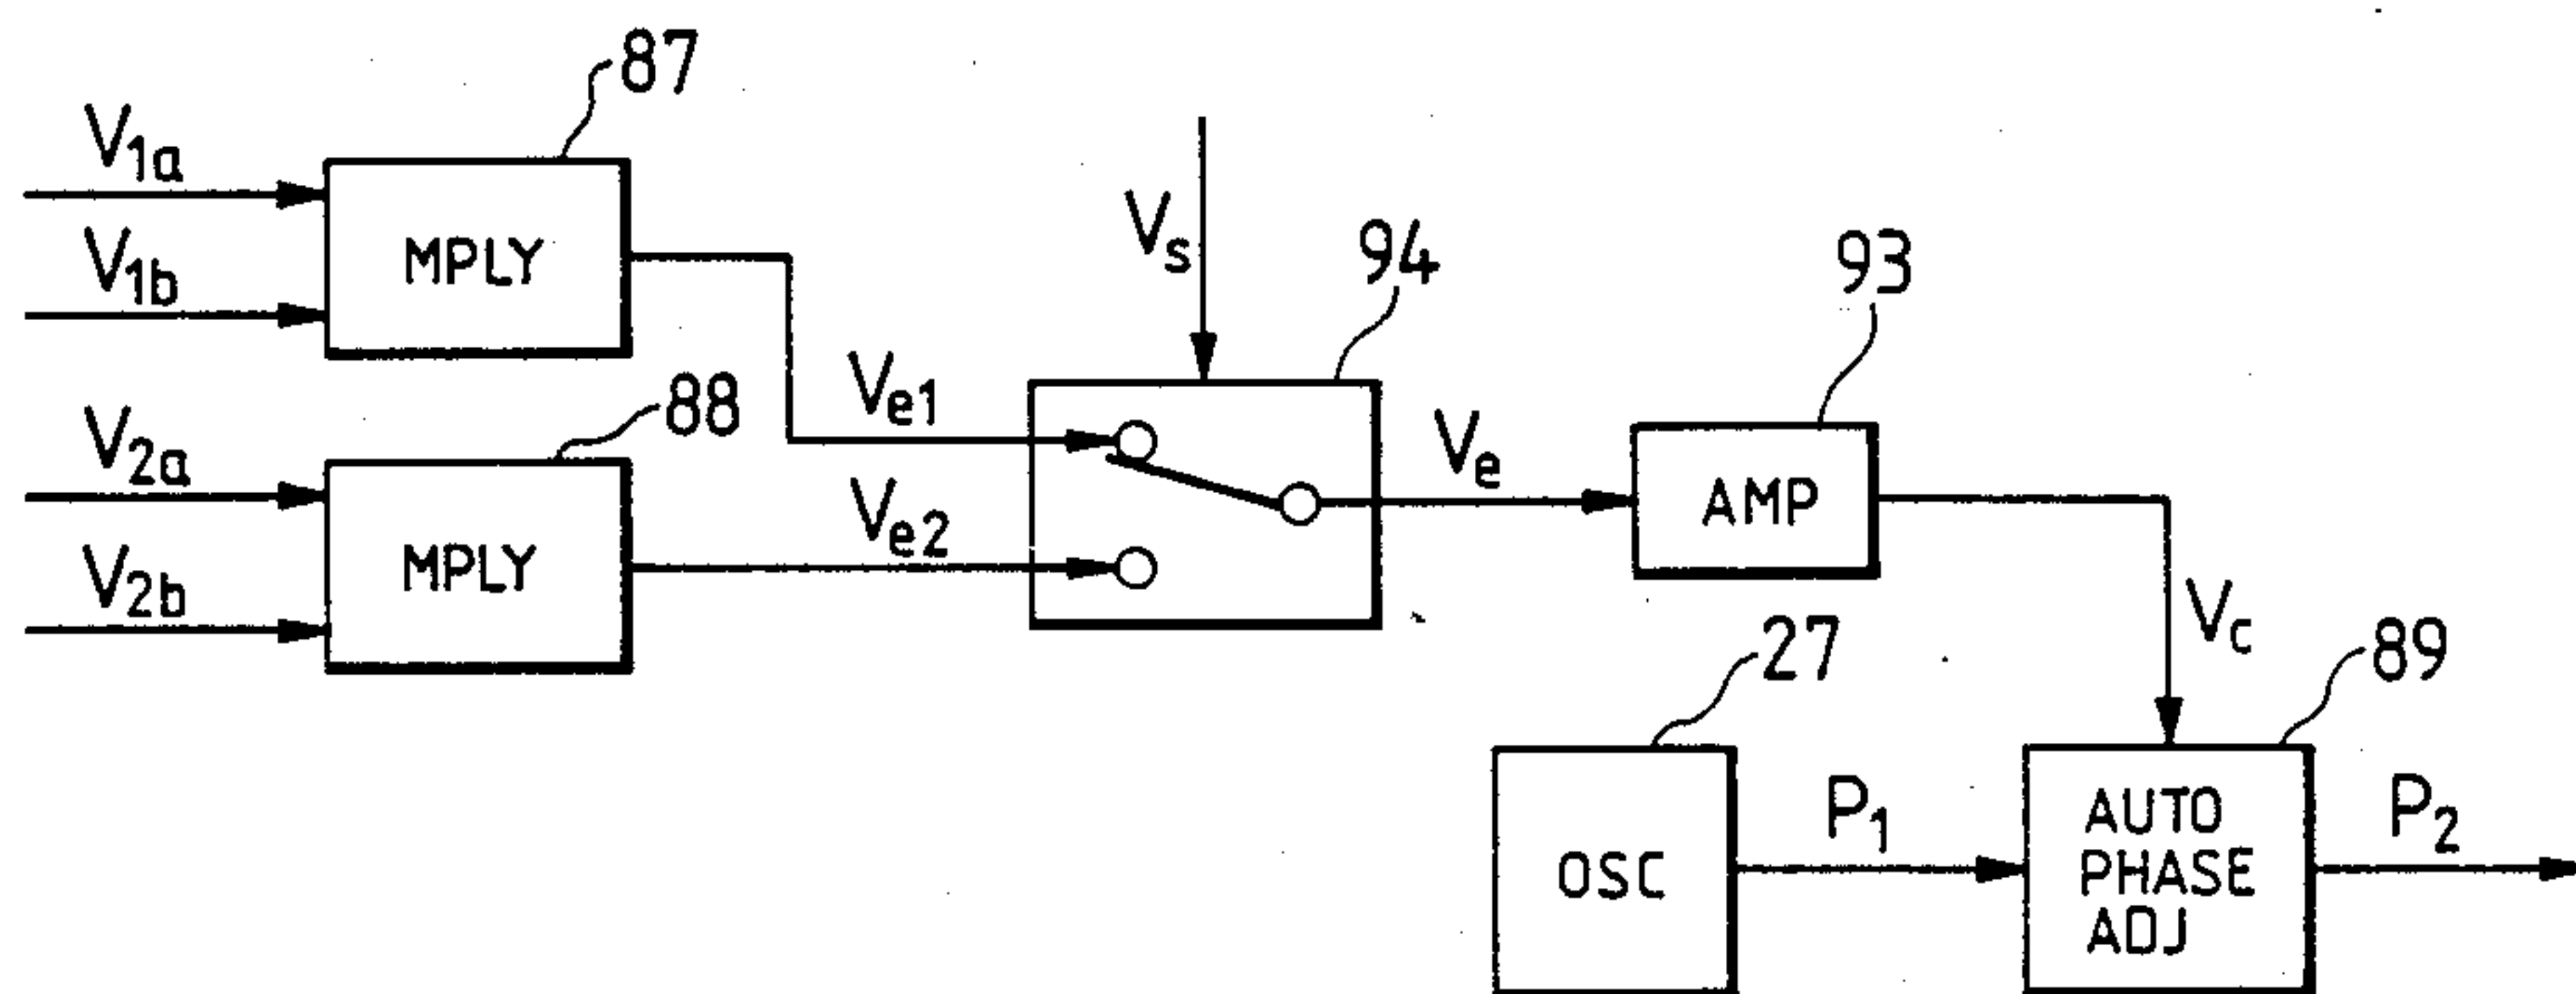 87
V1a
V1b
MPLY
Vs
94
93
88
Ve1
V2a
Ve
AMP
Ve2
V2b
MPLY
27
Vc
89
OSC
P1
AUTO
PHASE
ADJ
P2